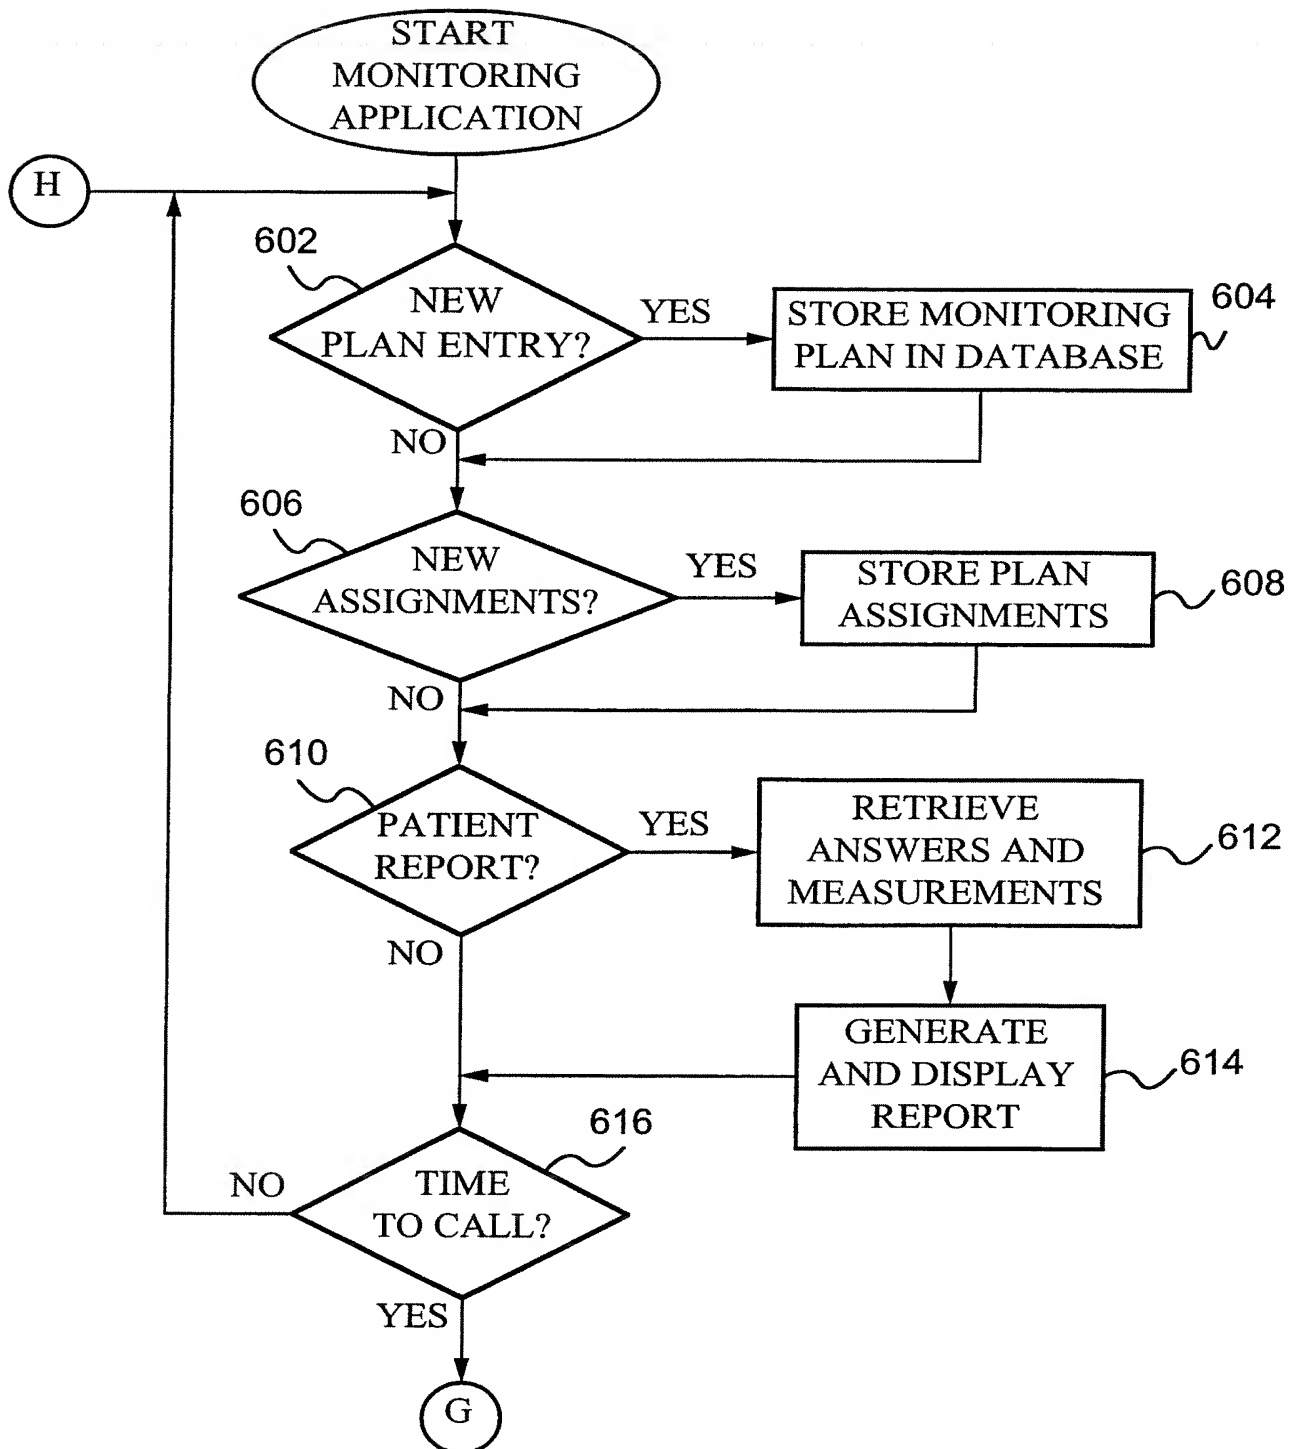 START
MONITORING
APPLICATION
H
602
NEW
PLAN ENTRY?
YES
STORE MONITORING
PLAN IN DATABASE
604
NO
606
NEW
ASSIGNMENTS?
YES
STORE PLAN
ASSIGNMENTS
608
NO
610
PATIENT
REPORT?
YES
RETRIEVE
ANSWERS AND
MEASUREMENTS
612
NO
GENERATE
AND DISPLAY
REPORT
614
616
TIME
TO CALL?
NO
YES
G